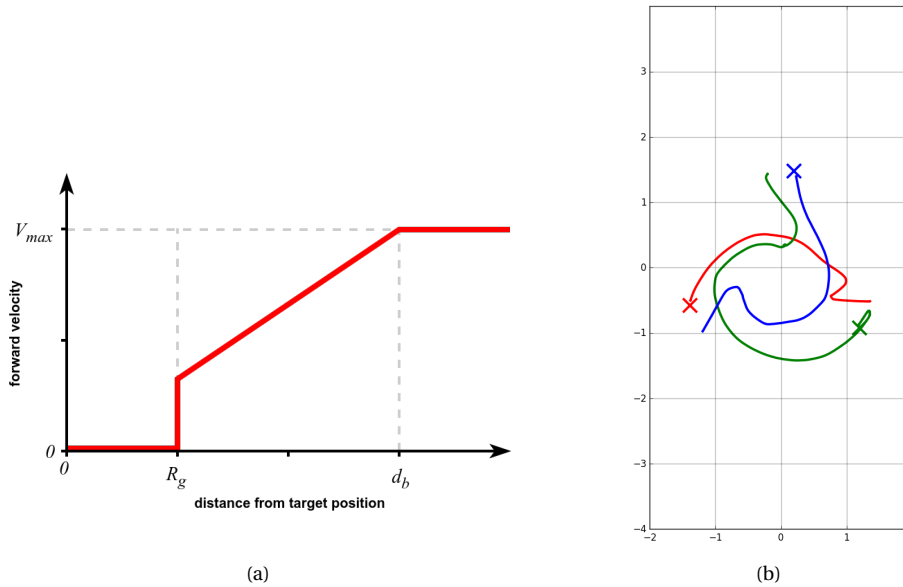 V_max
forward velocity
0
0
R_g
d_b
distance from target position
(a)
3
2
1
0
−1
−2
−3
−4
−2
−1
0
1
(b)